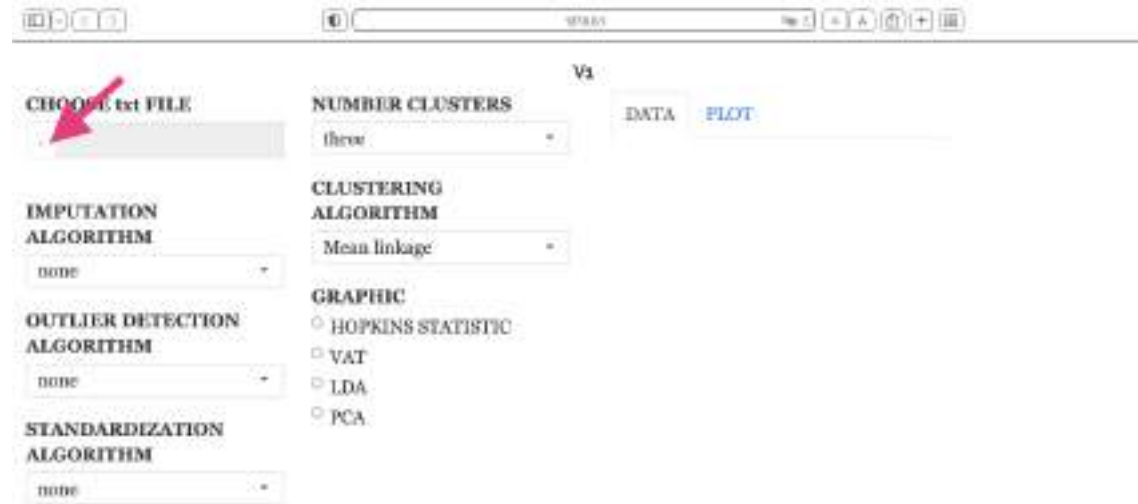 V1
CHOOSE txt FILE
IMPUTATION
ALGORITHM
none
OUTLIER DETECTION
ALGORITHM
none
STANDARDIZATION
ALGORITHM
none
NUMBER CLUSTERS
three
CLUSTERING
ALGORITHM
Mean linkage
GRAPHIC
HOPKINS STATISTIC
VAT
LDA
PCA
DATA PLOT